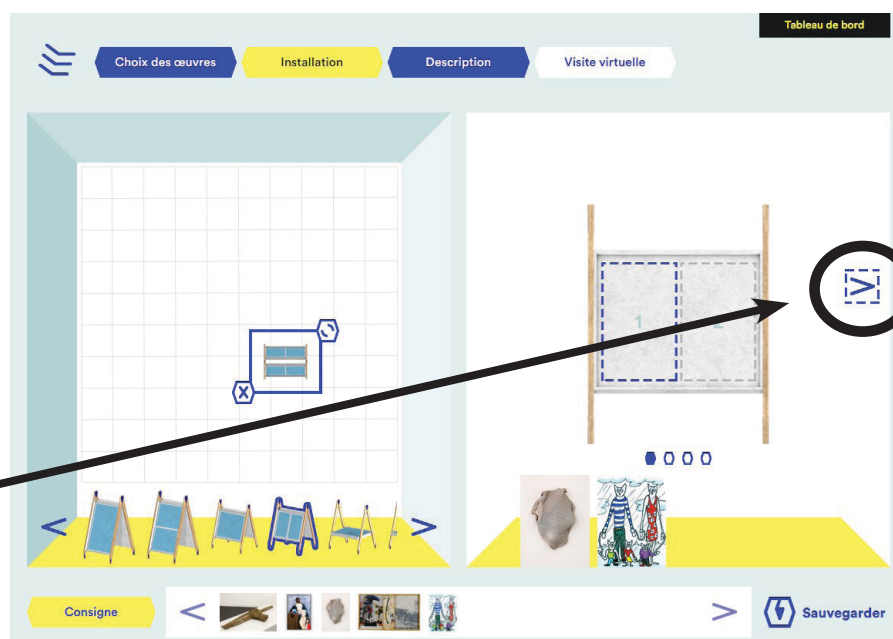 Tableau de bord
Choix des œuvres
Installation
Description
Visite virtuelle
1
2
Consigne
Sauvegarder